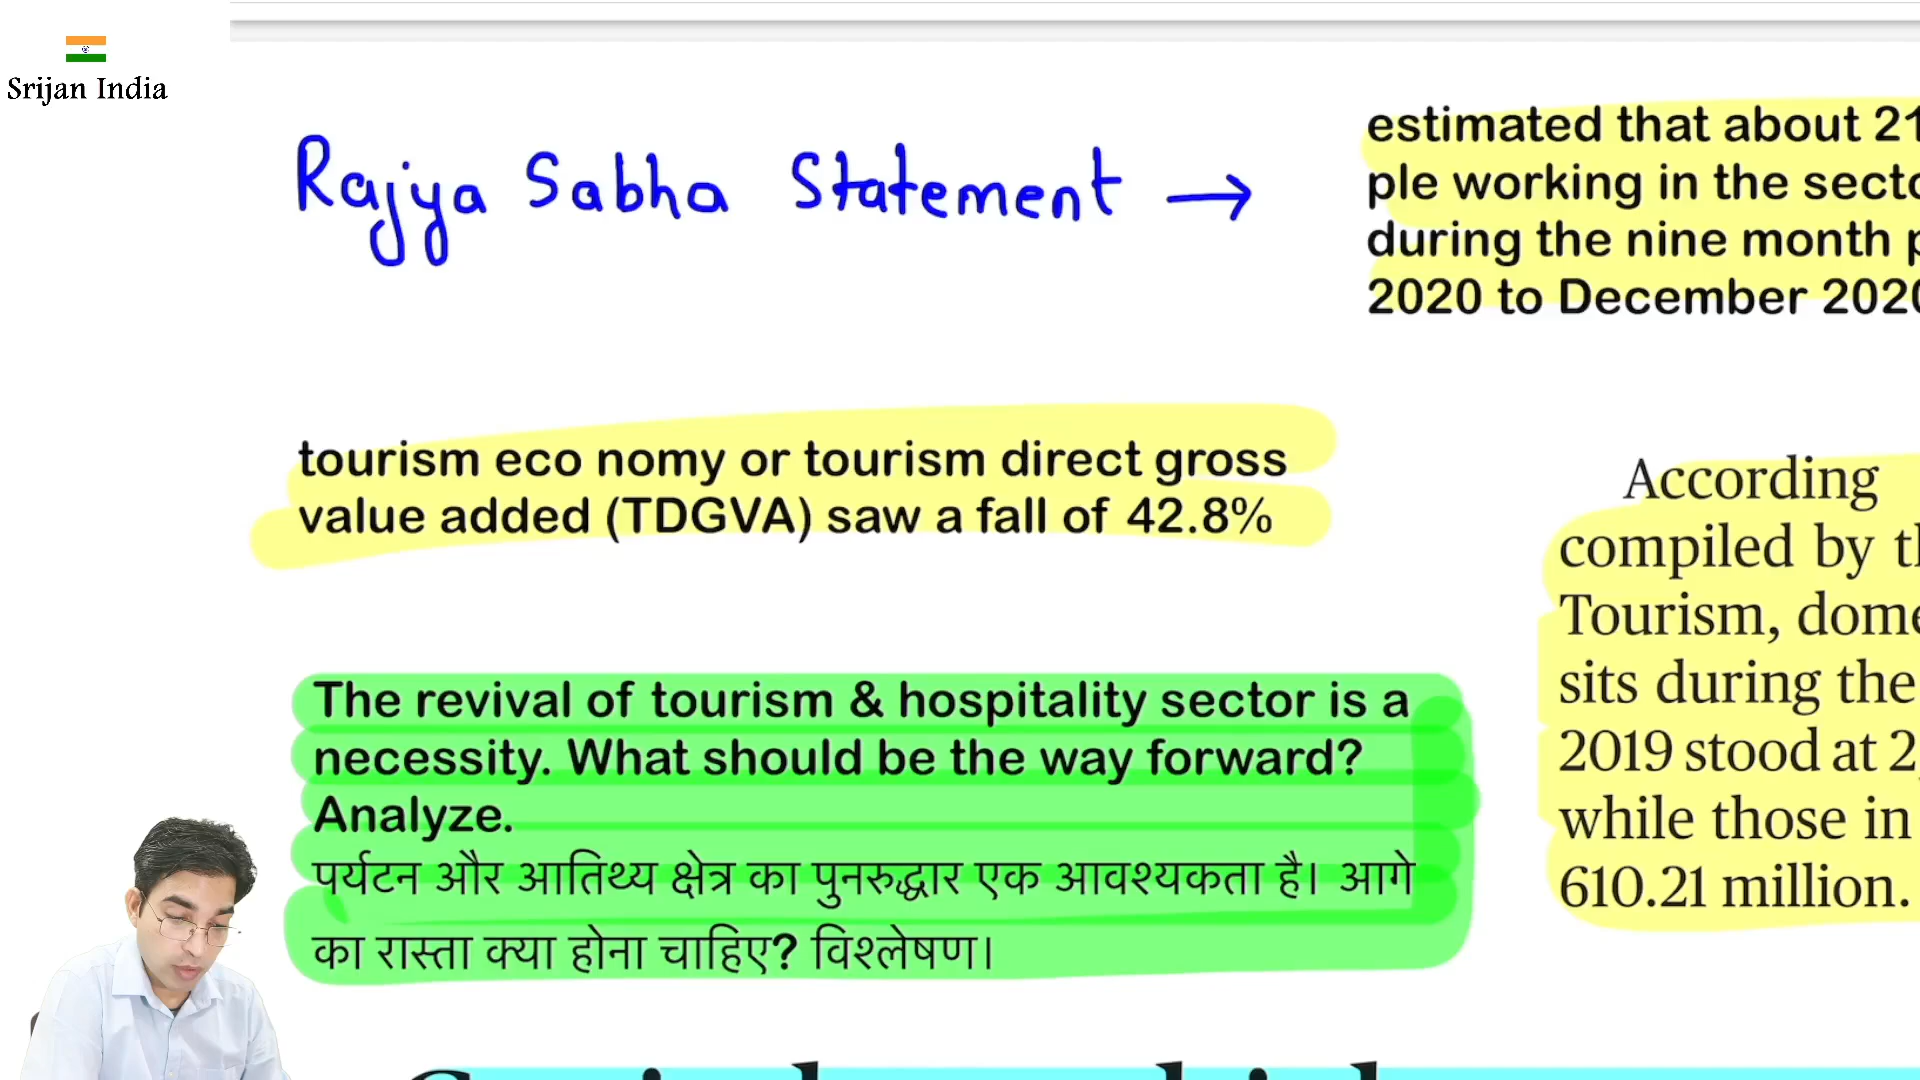 Srijan India
Rajya Sabha Statement →
estimated that about 21
ple working in the secto
during the nine month p
2020 to December 2020
tourism eco nomy or tourism direct gross
value added (TDGVA) saw a fall of 42.8%
According
compiled by th
Tourism, dome
sits during the
2019 stood at 2,
while those in
610.21 million.
The revival of tourism & hospitality sector is a
necessity. What should be the way forward?
Analyze.
पर्यटन और आतिथ्य क्षेत्र का पुनरुद्धार एक आवश्यकता है। आगे
का रास्ता क्या होना चाहिए? विश्लेषण।